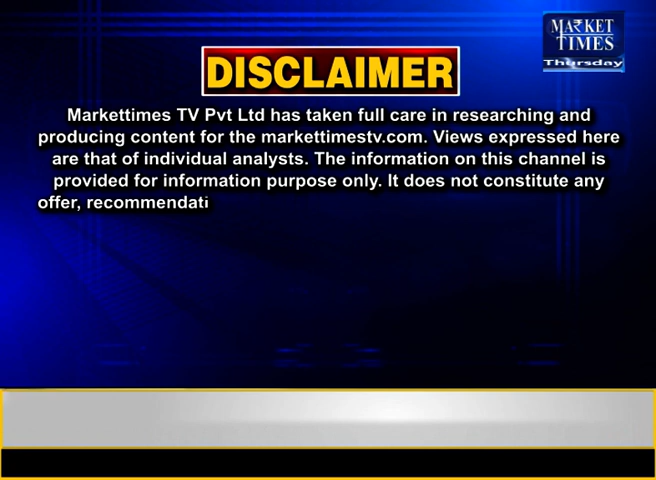 MARKET
TIMES
Thursday
DISCLAIMER
Markettimes TV Pvt Ltd has taken full care in researching and
producing content for the markettimestv.com. Views expressed here
are that of individual analysts. The information on this channel is
provided for information purpose only. It does not constitute any
offer, recommendati